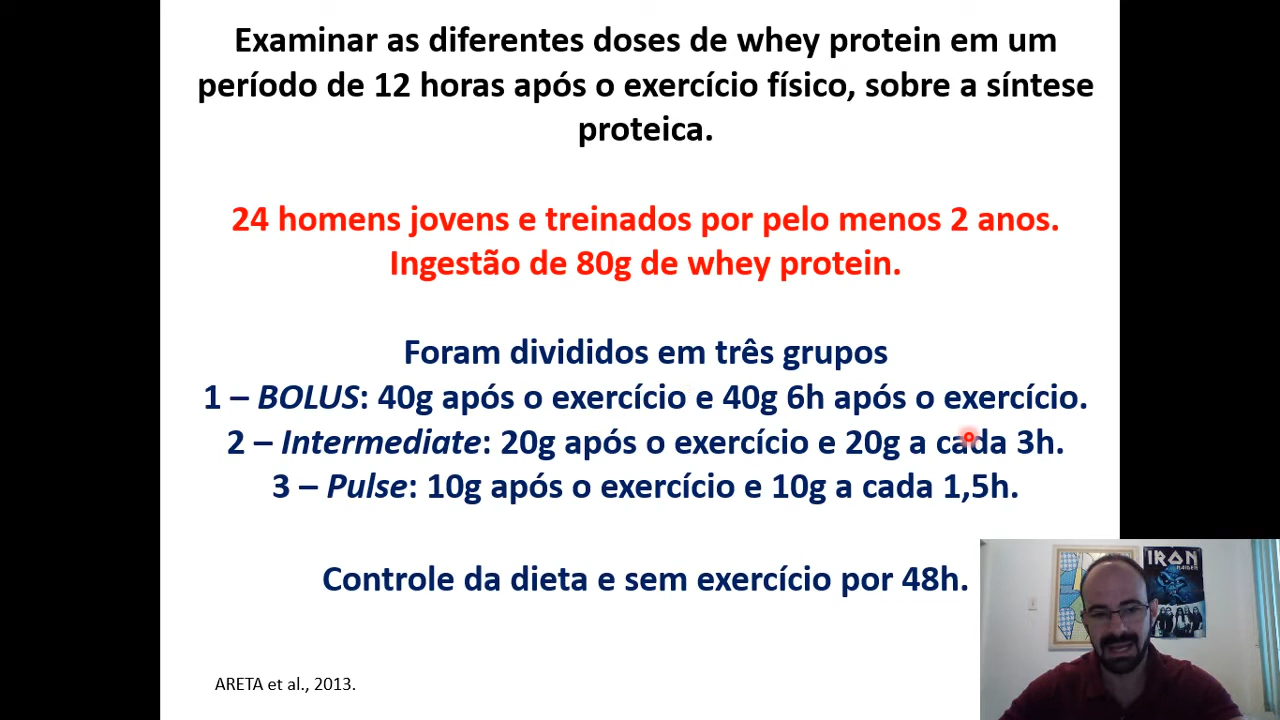 Examinar as diferentes doses de whey protein em um
período de 12 horas após o exercício físico, sobre a síntese
proteica.
24 homens jovens e treinados por pelo menos 2 anos.
Ingestão de 80g de whey protein.
Foram divididos em três grupos
1 – BOLUS: 40g após o exercício e 40g 6h após o exercício.
2 – Intermediate: 20g após o exercício e 20g a cada 3h.
3 – Pulse: 10g após o exercício e 10g a cada 1,5h.
Controle da dieta e sem exercício por 48h.
IRON
MAIDEN
ARETA et al., 2013.